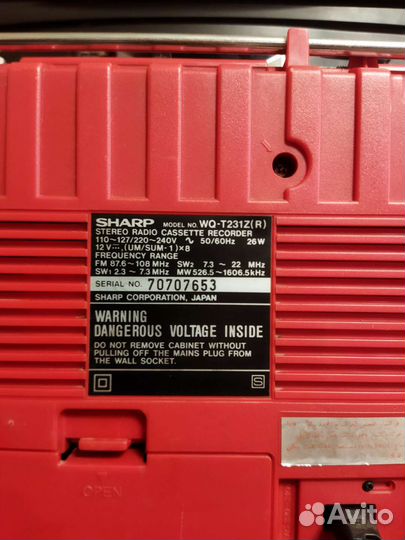 SHARP MODEL NO. WQ-T231Z(R)
STEREO RADIO CASSETTE RECORDER
110~127/220~240V ∿ 50/60Hz 26W
12V⎓,(UM/SUM-1)×8
FREQUENCY RANGE
FM 87.6~108 MHz SW2 7.3 ~ 22 MHz
SW1 2.3 ~ 7.3 MHz MW 526.5~1606.5kHz
SERIAL NO. 70707653
SHARP CORPORATION, JAPAN
WARNING
DANGEROUS VOLTAGE INSIDE
DO NOT REMOVE CABINET WITHOUT
PULLING OFF THE MAINS PLUG FROM
THE WALL SOCKET.
S
OPEN
Avito